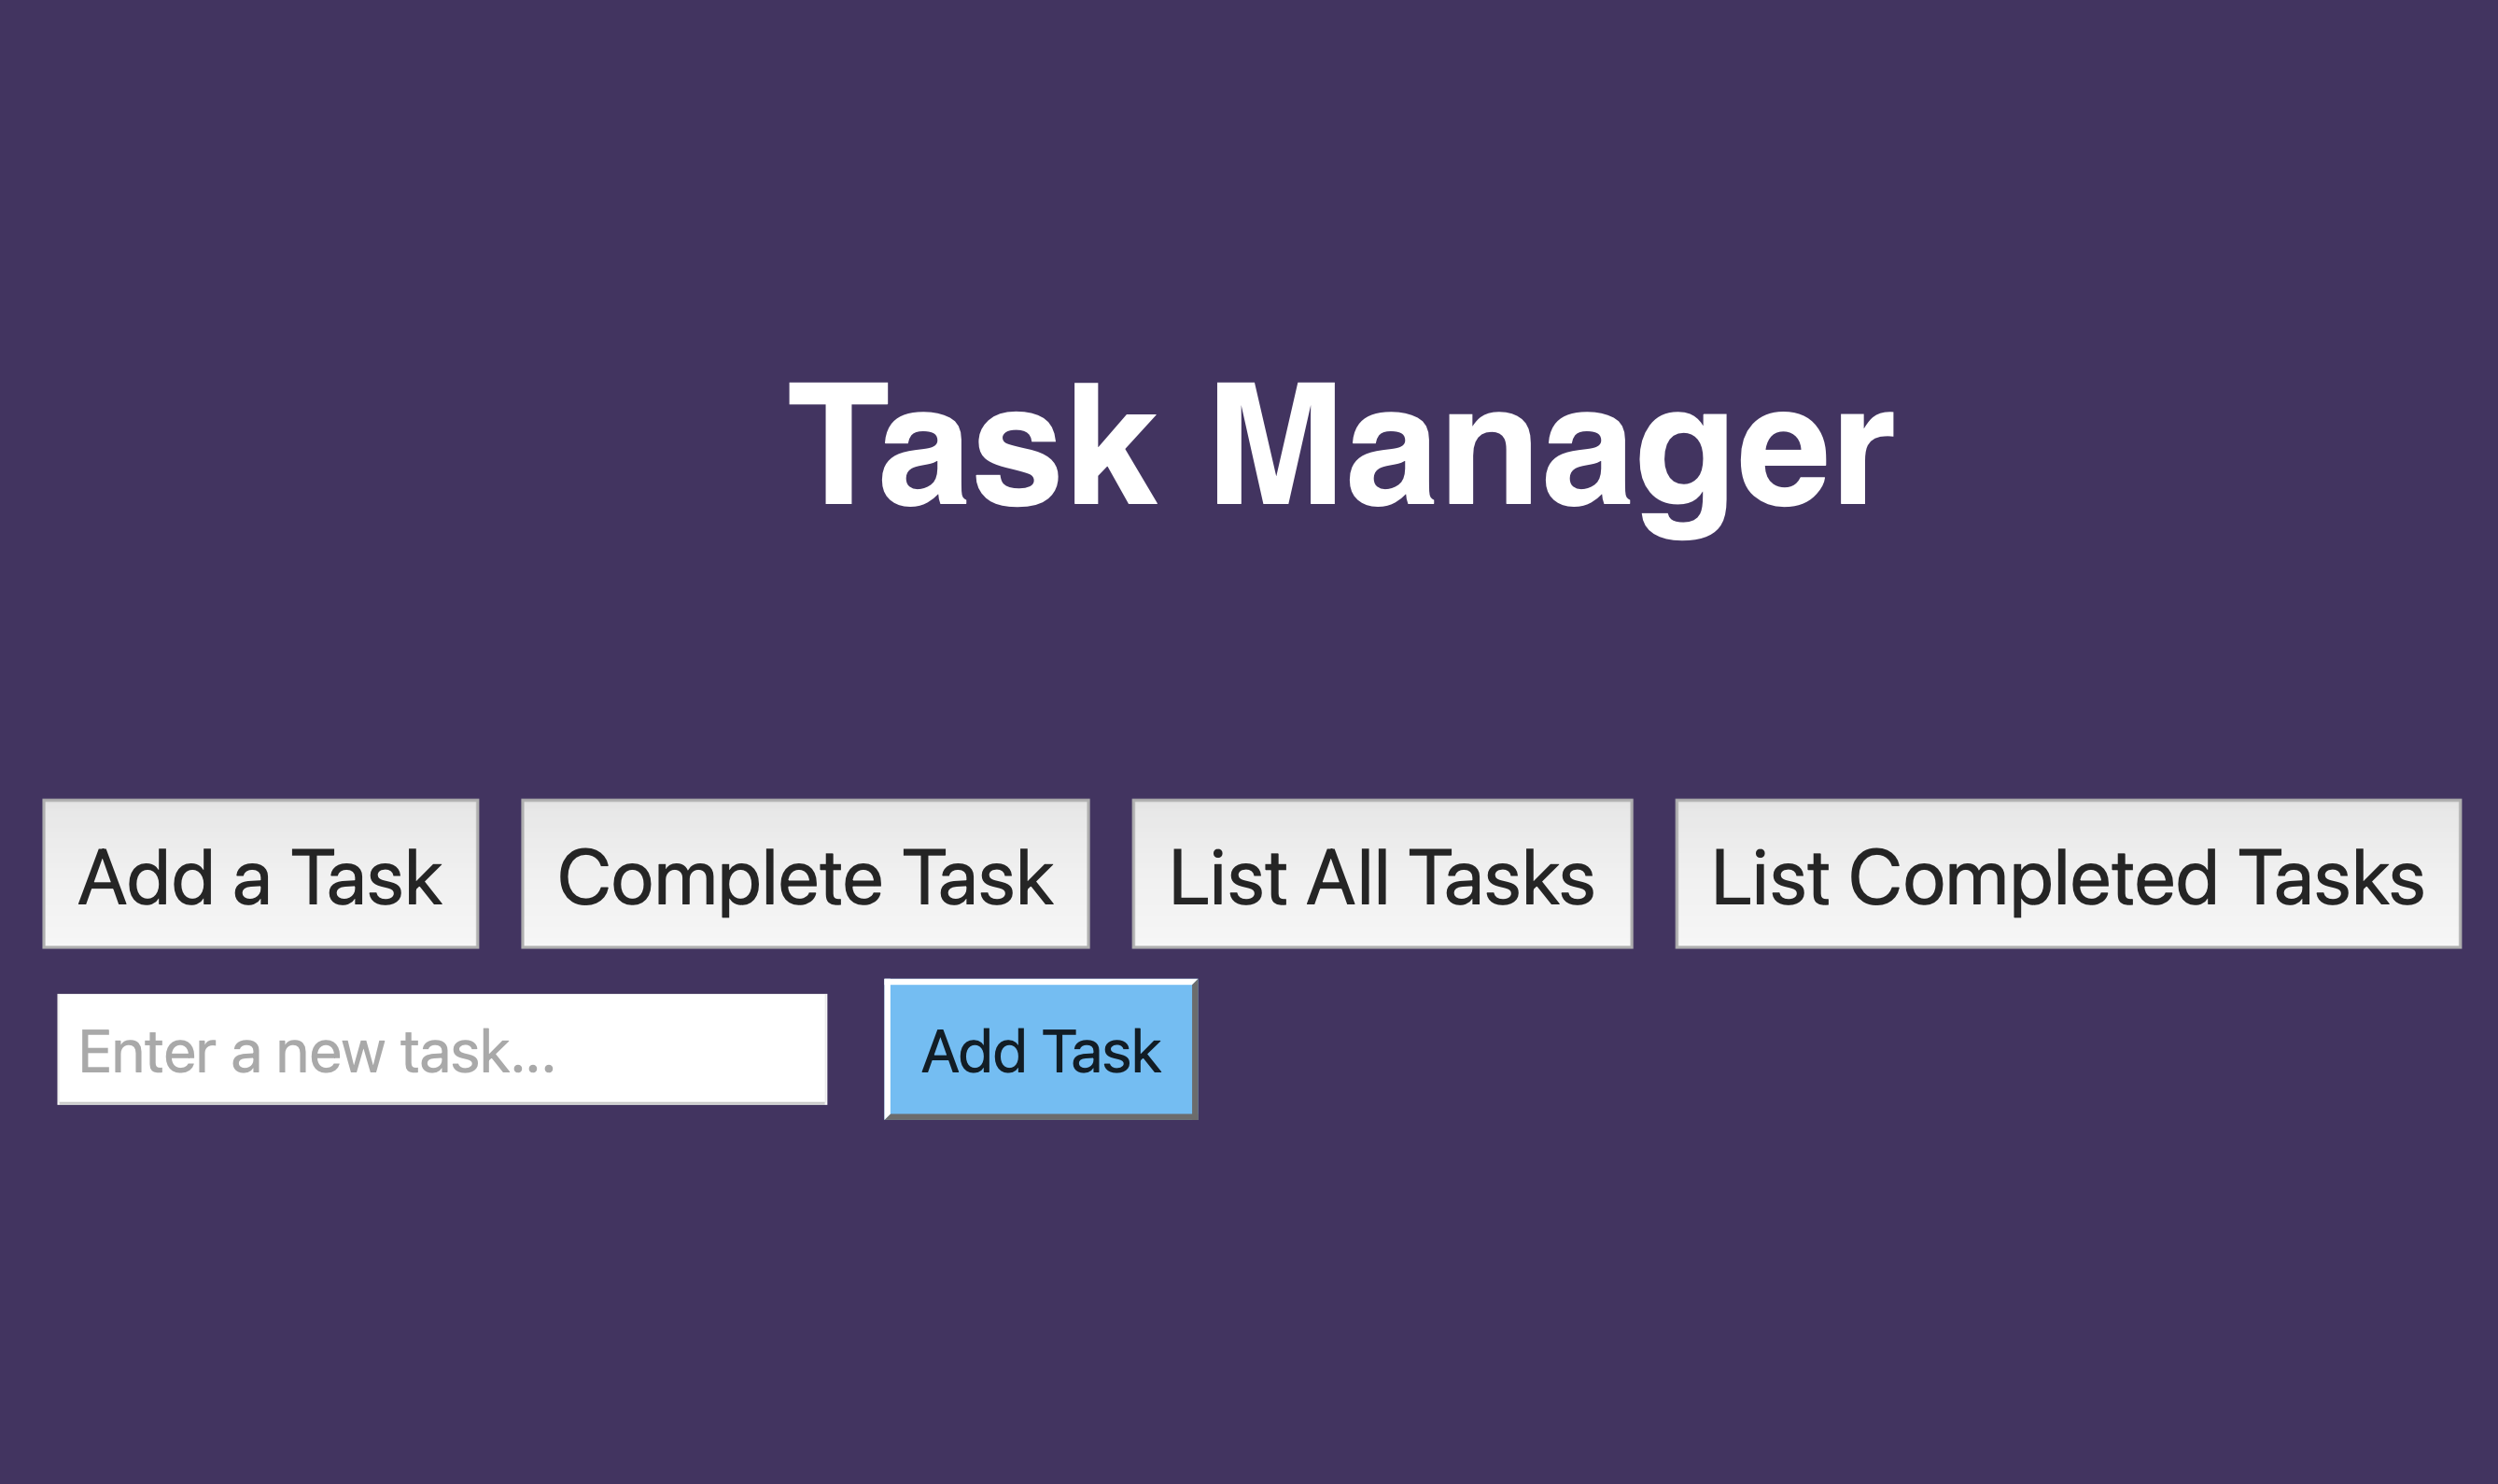 Task Manager
Add a Task Complete Task List All Tasks List Completed Tasks
Enter a new task... Add Task